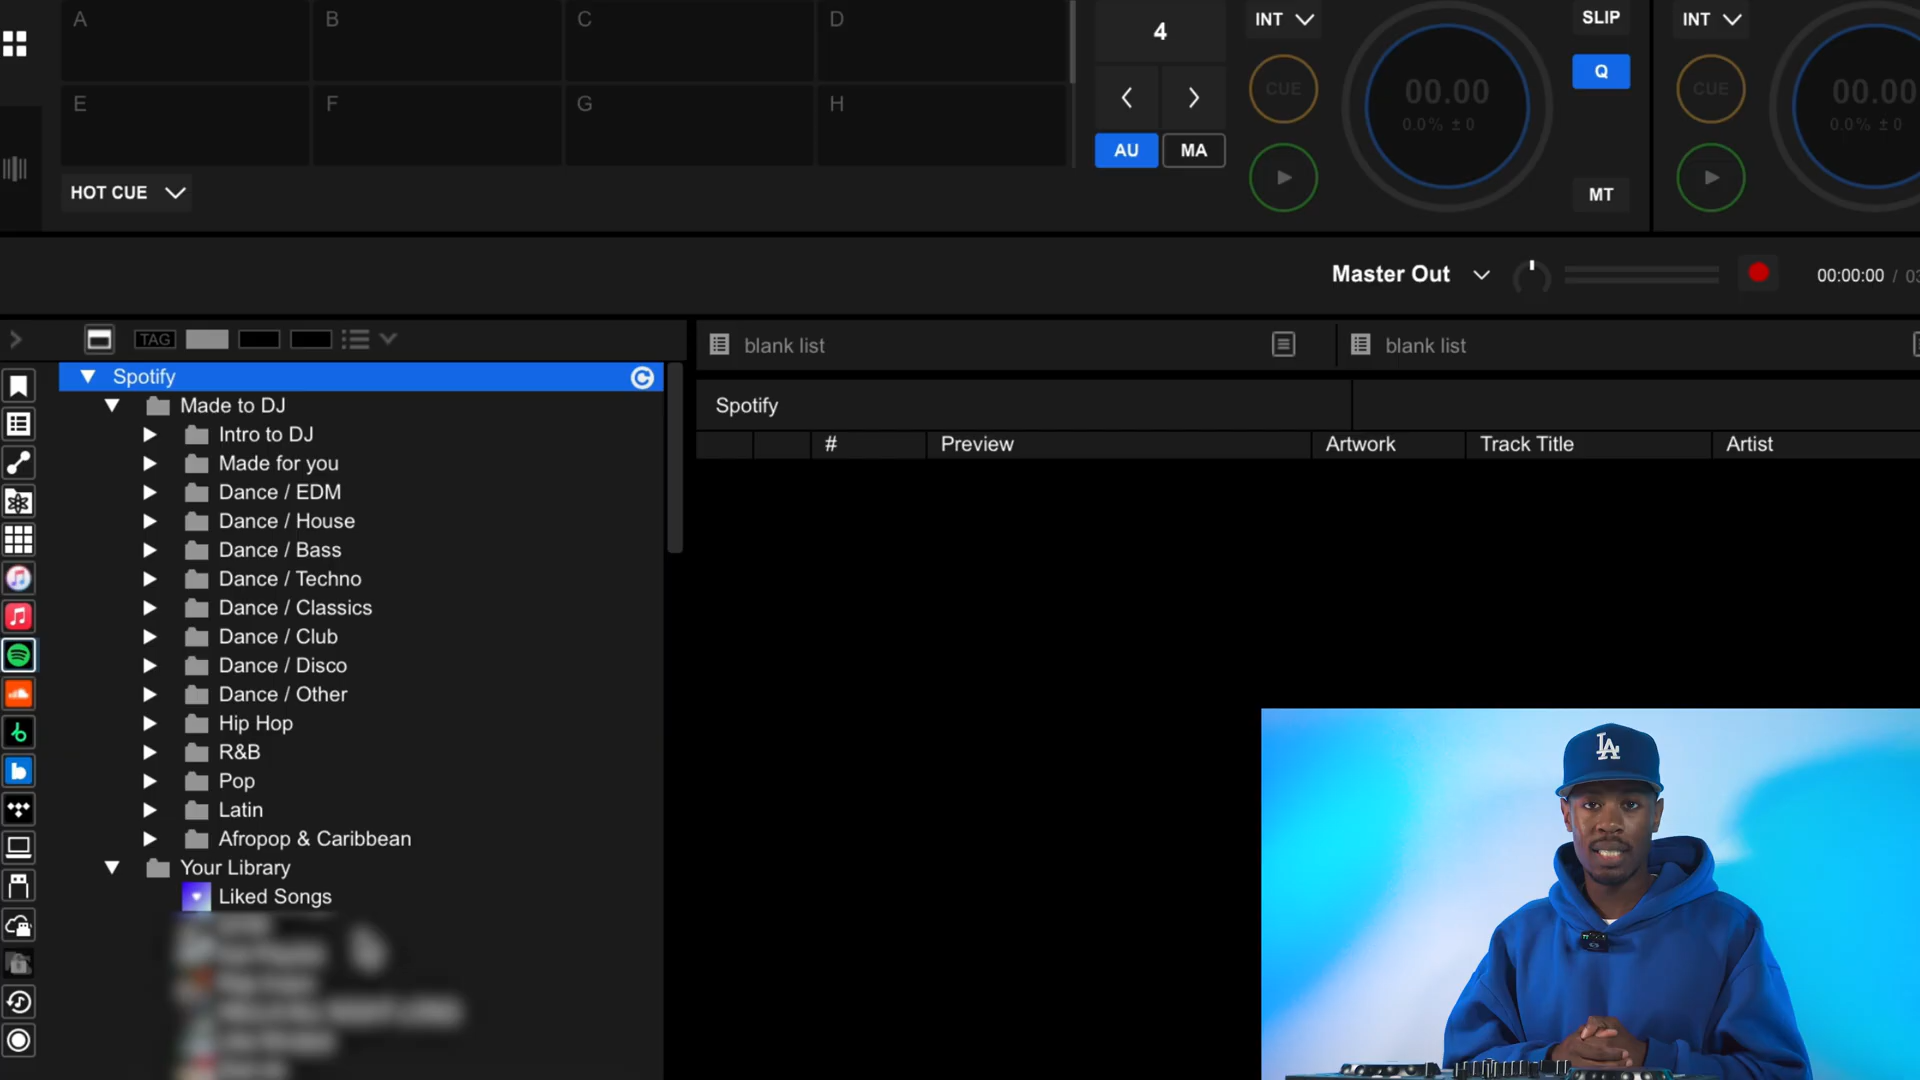 A B C D 4 INT SLIP INT
Q
CUE 00.00 CUE 00.00
E F G H 0.0% ±0 0.0% ±0
AU MA
HOT CUE MT
Master Out 00:00:00 / 03
TAG
blank list blank list
Spotify
Made to DJ
Intro to DJ
Made for you
Dance / EDM
Dance / House
Dance / Bass
Dance / Techno
Dance / Classics
Dance / Club
Dance / Disco
Dance / Other
Hip Hop
R&B
Pop
Latin
Afropop & Caribbean
Your Library
Liked Songs
Spotify
# Preview Artwork Track Title Artist
LA